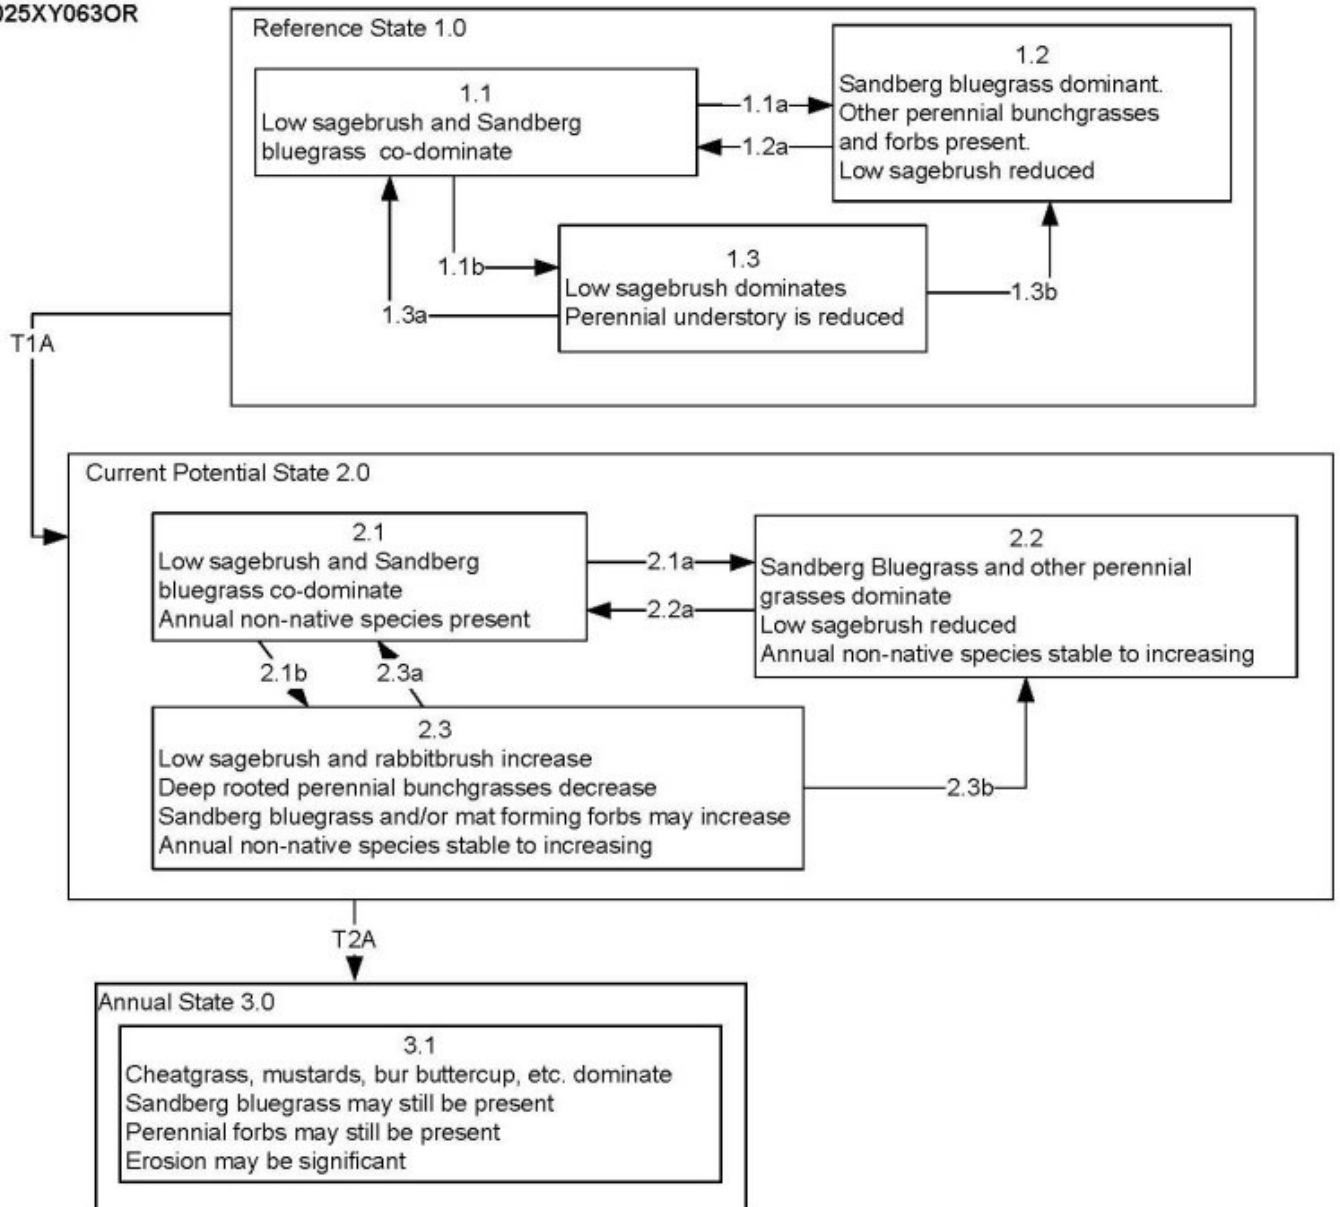 025XY063OR
Reference State 1.0
1.1
Low sagebrush and Sandberg
bluegrass co-dominate
1.1a
1.2a
1.2
Sandberg bluegrass dominant.
Other perennial bunchgrasses
and forbs present.
Low sagebrush reduced
1.1b
1.3a
1.3
Low sagebrush dominates
Perennial understory is reduced
1.3b
T1A
Current Potential State 2.0
2.1
Low sagebrush and Sandberg
bluegrass co-dominate
Annual non-native species present
2.1a
2.2a
2.2
Sandberg Bluegrass and other perennial
grasses dominate
Low sagebrush reduced
Annual non-native species stable to increasing
2.1b
2.3a
2.3
Low sagebrush and rabbitbrush increase
Deep rooted perennial bunchgrasses decrease
Sandberg bluegrass and/or mat forming forbs may increase
Annual non-native species stable to increasing
2.3b
T2A
Annual State 3.0
3.1
Cheatgrass, mustards, bur buttercup, etc. dominate
Sandberg bluegrass may still be present
Perennial forbs may still be present
Erosion may be significant